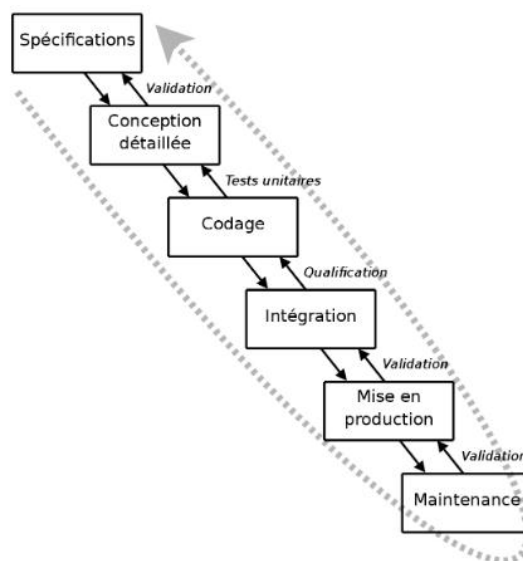 Spécifications
Validation
Conception
détaillée
Tests unitaires
Codage
Qualification
Intégration
Validation
Mise en
production
Validation
Maintenance